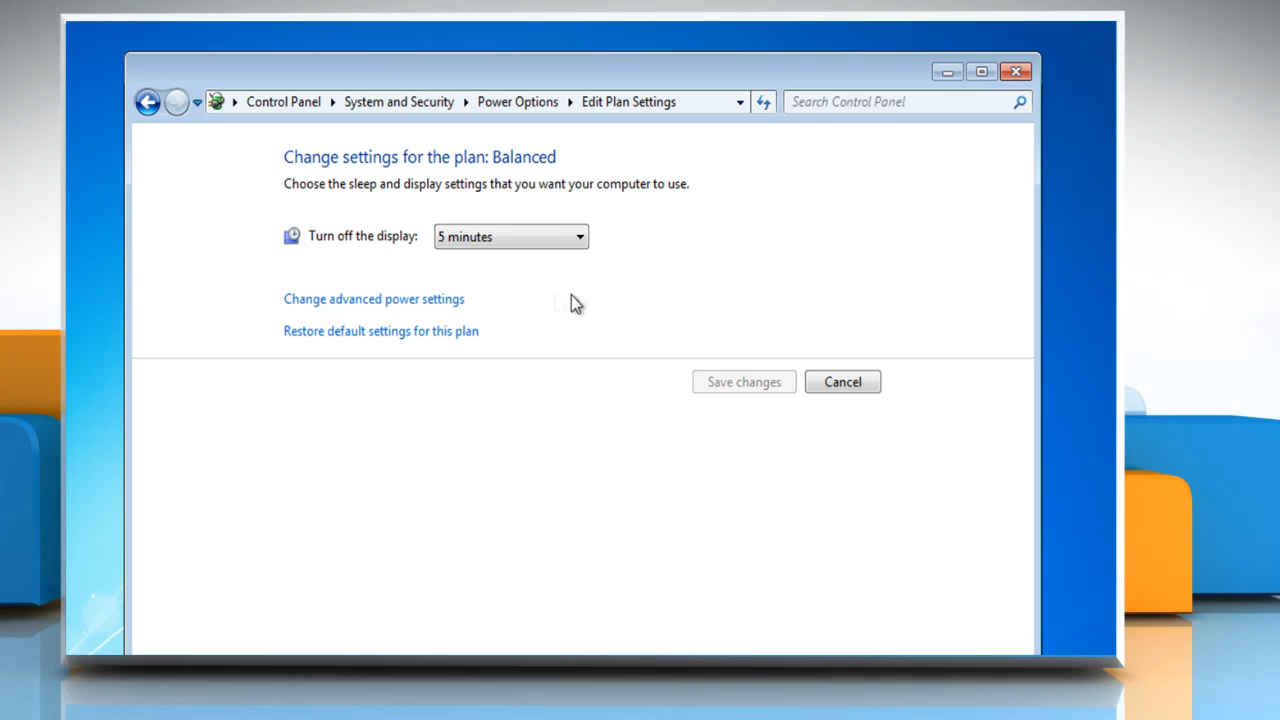 Control Panel System and Security Power Options Edit Plan Settings Search Control Panel
Change settings for the plan: Balanced
Choose the sleep and display settings that you want your computer to use.
Turn off the display: 5 minutes
Change advanced power settings
Restore default settings for this plan
Save changes Cancel